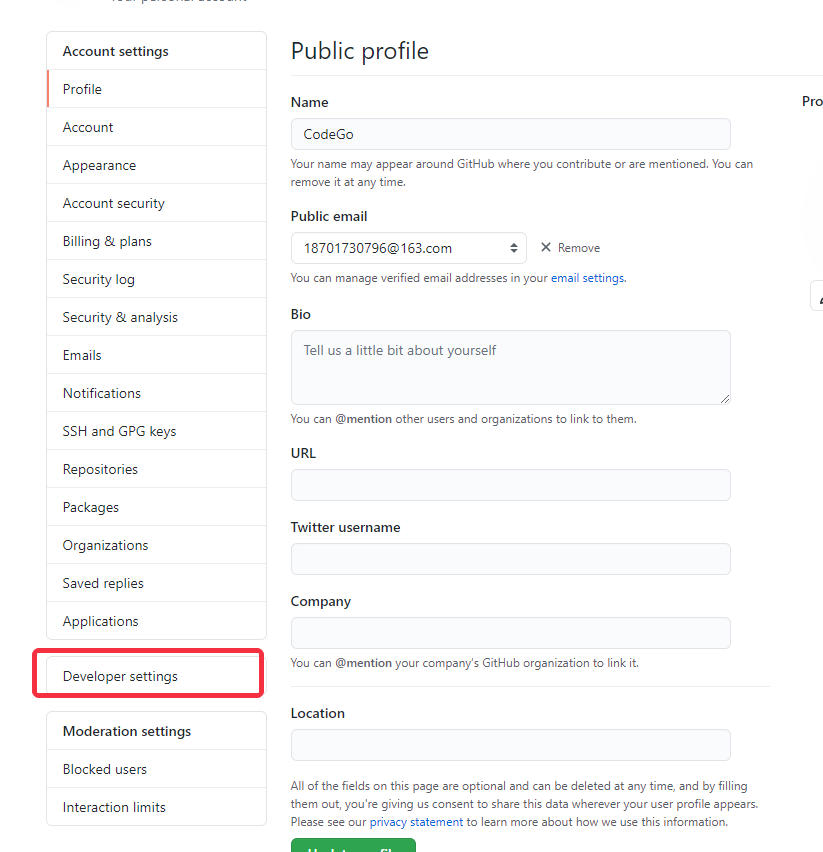 Your personal account
Account settings
Profile
Account
Appearance
Account security
Billing & plans
Security log
Security & analysis
Emails
Notifications
SSH and GPG keys
Repositories
Packages
Organizations
Saved replies
Applications
Developer settings
Moderation settings
Blocked users
Interaction limits
Public profile
Name
CodeGo
Your name may appear around GitHub where you contribute or are mentioned. You can
remove it at any time.
Public email
18701730796@163.com
Remove
You can manage verified email addresses in your email settings.
Bio
Tell us a little bit about yourself
You can @mention other users and organizations to link to them.
URL
Twitter username
Company
You can @mention your company's GitHub organization to link it.
Location
All of the fields on this page are optional and can be deleted at any time, and by filling
them out, you're giving us consent to share this data wherever your user profile appears.
Please see our privacy statement to learn more about how we use this information.
Update profile
Pro